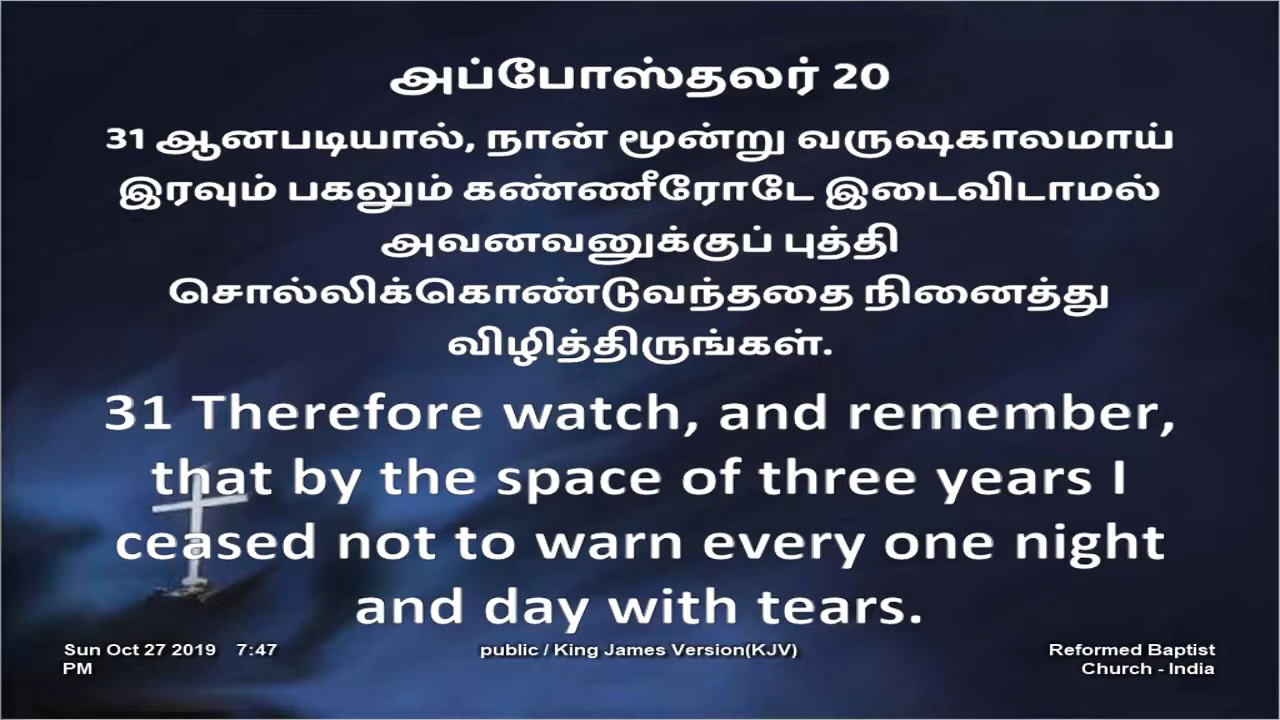 அப்போஸ்தலர் 20
31 ஆனபடியால், நான் மூன்று வருஷகாலமாய்
இரவும் பகலும் கண்ணீரோடே இடைவிடாமல்
அவனவனுக்குப் புத்தி
சொல்லிக்கொண்டுவந்ததை நினைத்து
விழித்திருங்கள்.
31 Therefore watch, and remember,
that by the space of three years I
ceased not to warn every one night
and day with tears.
Sun Oct 27 2019 7:47
PM
public / King James Version(KJV)
Reformed Baptist
Church - India